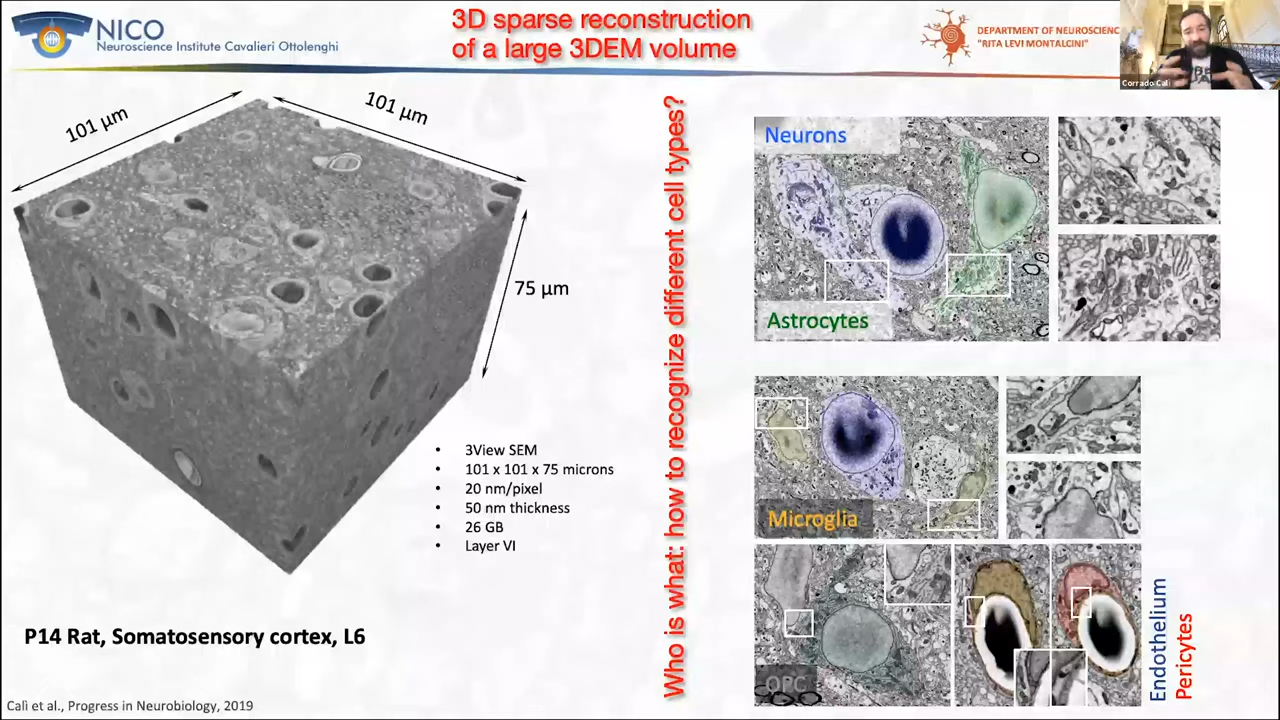 NICO
Neuroscience Institute Cavalieri Ottolenghi
3D sparse reconstruction
of a large 3DEM volume
DEPARTMENT OF NEUROSCIENC
"RITA LEVI MONTALCINI"
Corrado Calì
101 µm
101 µm
75 µm
• 3View SEM
• 101 x 101 x 75 microns
• 20 nm/pixel
• 50 nm thickness
• 26 GB
• Layer VI
P14 Rat, Somatosensory cortex, L6
Calì et al., Progress in Neurobiology, 2019
Who is what: how to recognize different cell types?
Neurons
Astrocytes
Microglia
OPC
Endothelium
Pericytes